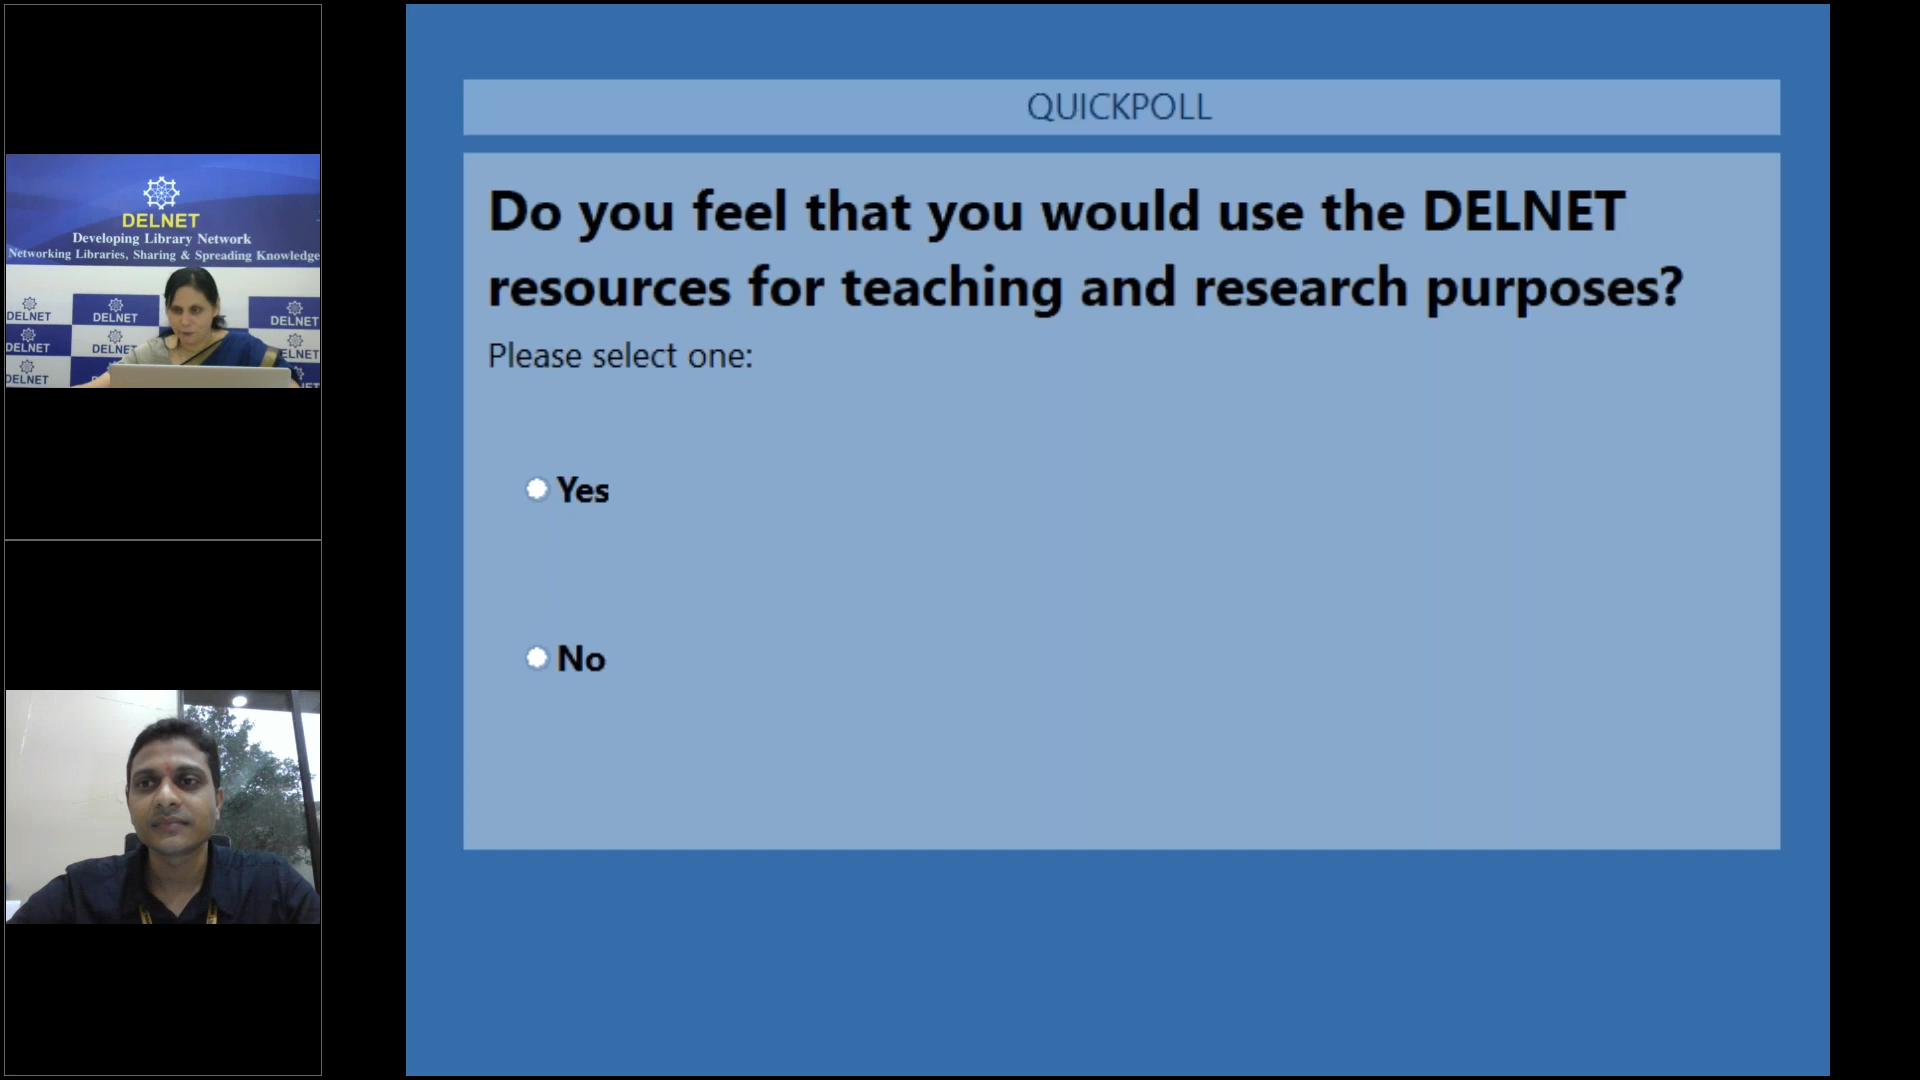 DELNET
Developing Library Network
Networking Libraries, Sharing & Spreading Knowledge
DELNET
DELNET
DELNET
DELNET
DELNET
ELNET
DELNET
QUICKPOLL
Do you feel that you would use the DELNET
resources for teaching and research purposes?
Please select one:
Yes
No